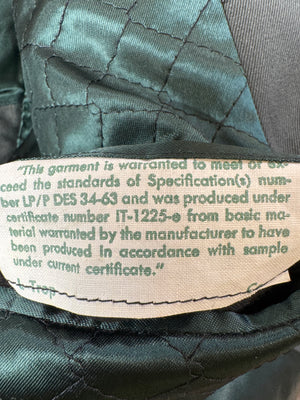 "This garment is warranted to meet or ex-
ceed the standards of Specification(s) num-
ber LP/P DES 34-63 and was produced under
certificate number IT-1225-e from basic ma-
terial warranted by the manufacturer to have
been produced in accordance with sample
under current certificate."
Trop